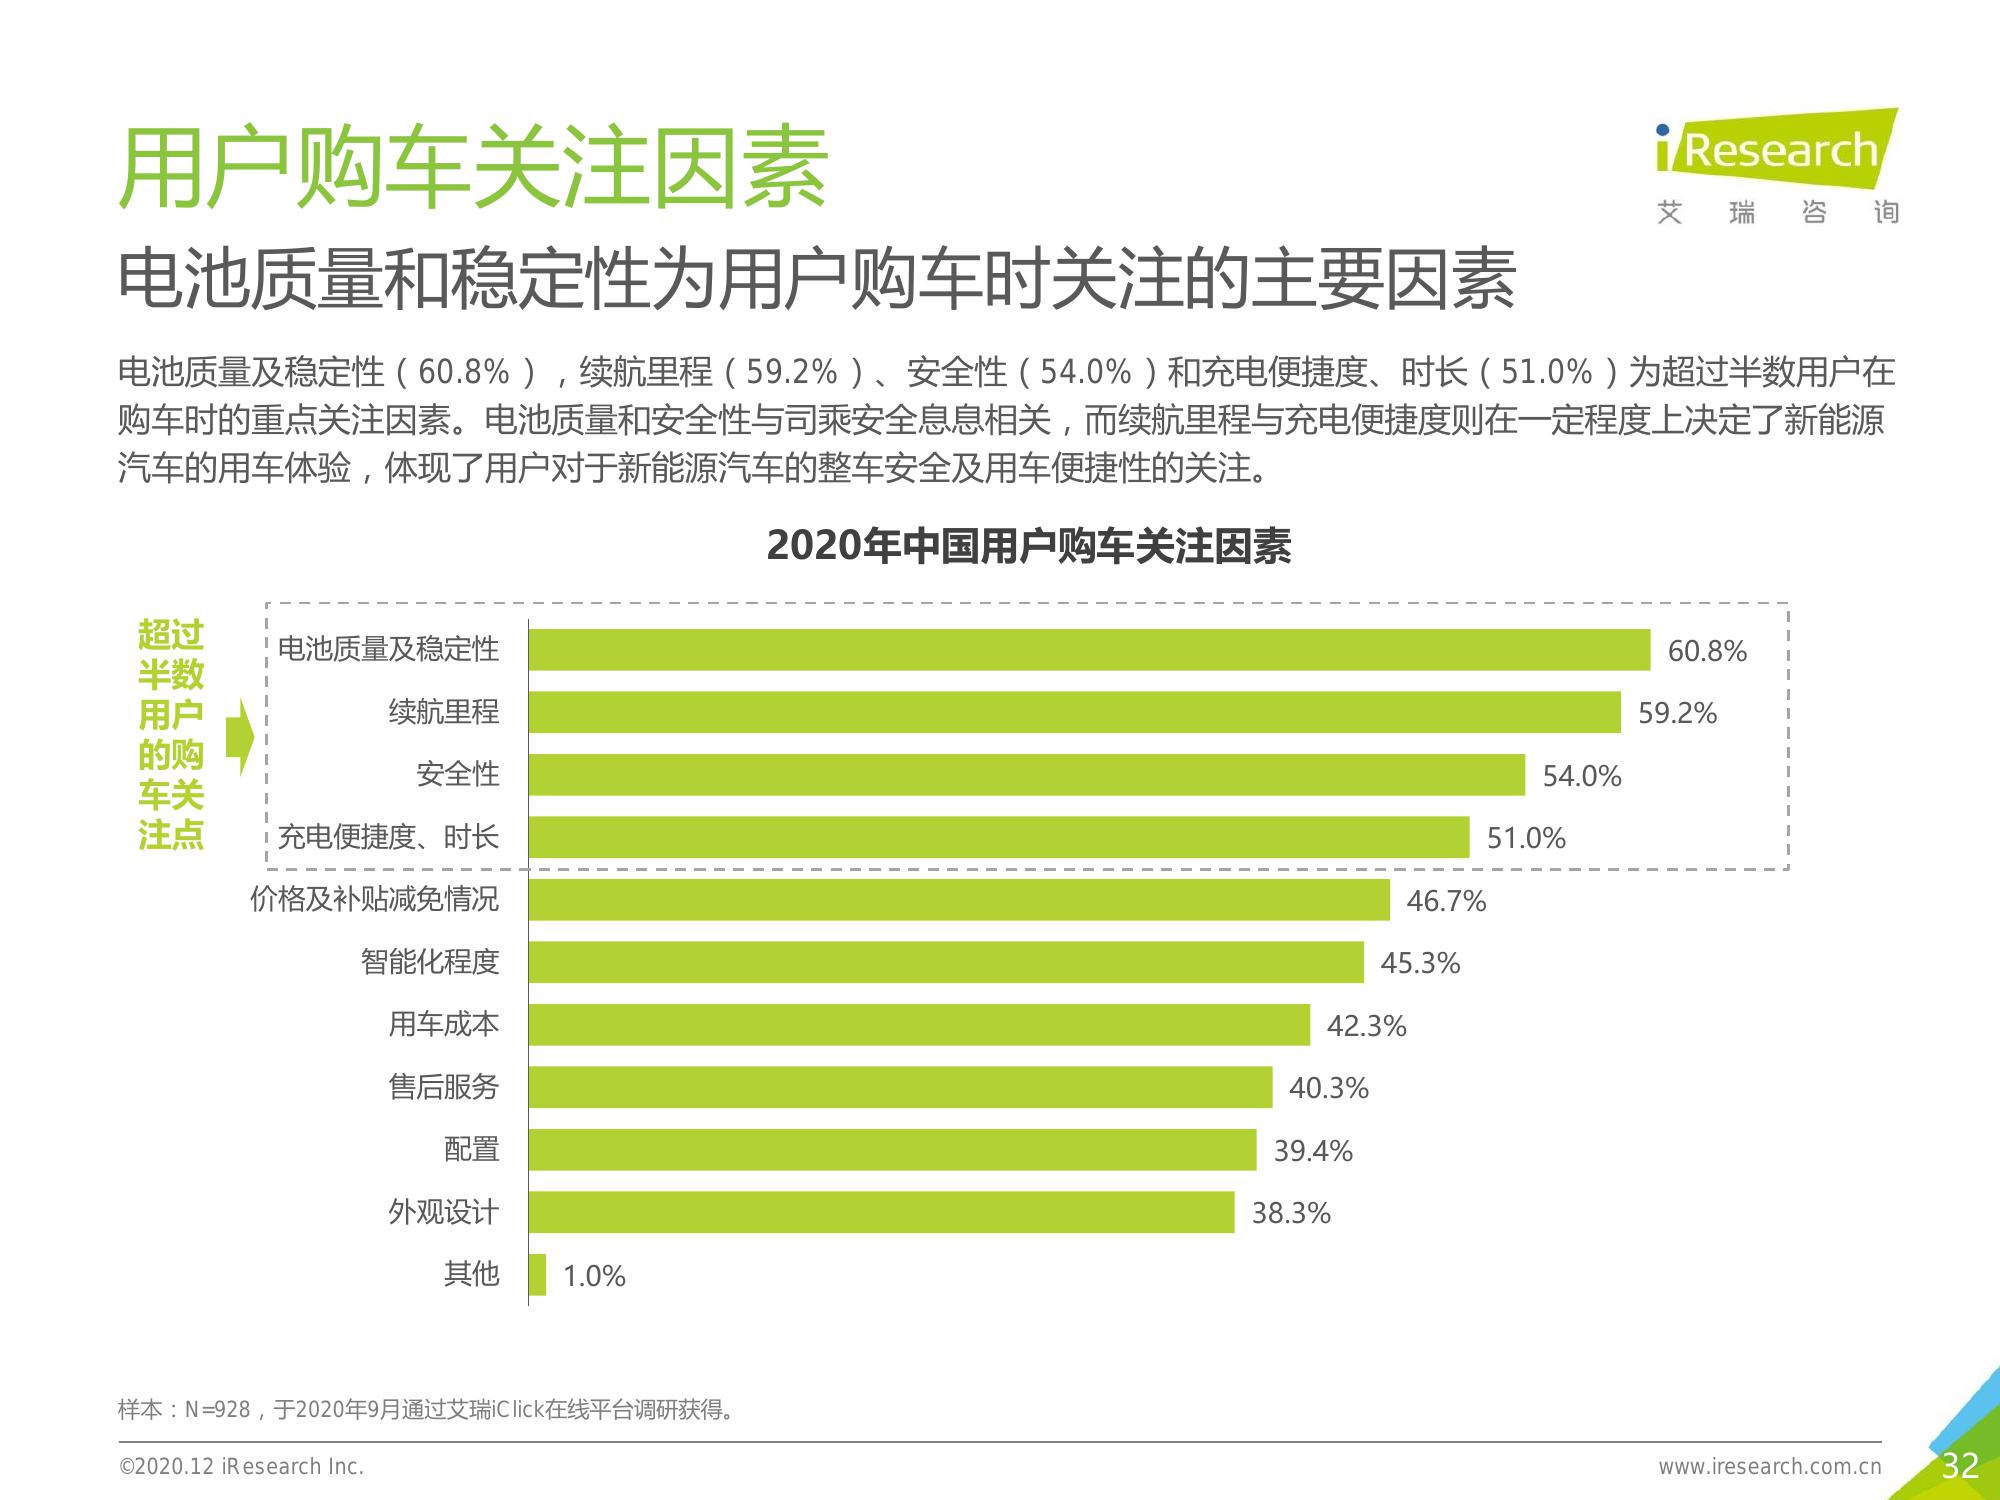 用户购车关注因素
iResearch
艾瑞咨询
电池质量和稳定性为用户购车时关注的主要因素
电池质量及稳定性（60.8%），续航里程（59.2%）、安全性（54.0%）和充电便捷度、时长（51.0%）为超过半数用户在
购车时的重点关注因素。电池质量和安全性与司乘安全息息相关，而续航里程与充电便捷度则在一定程度上决定了新能源
汽车的用车体验，体现了用户对于新能源汽车的整车安全及用车便捷性的关注。
2020年中国用户购车关注因素
超过
半数
用户
的购
车关
注点
电池质量及稳定性 60.8%
续航里程 59.2%
安全性 54.0%
充电便捷度、时长 51.0%
价格及补贴减免情况 46.7%
智能化程度 45.3%
用车成本 42.3%
售后服务 40.3%
配置 39.4%
外观设计 38.3%
其他 1.0%
样本：N=928，于2020年9月通过艾瑞iClick在线平台调研获得。
©2020.12 iResearch Inc.
www.iresearch.com.cn
32